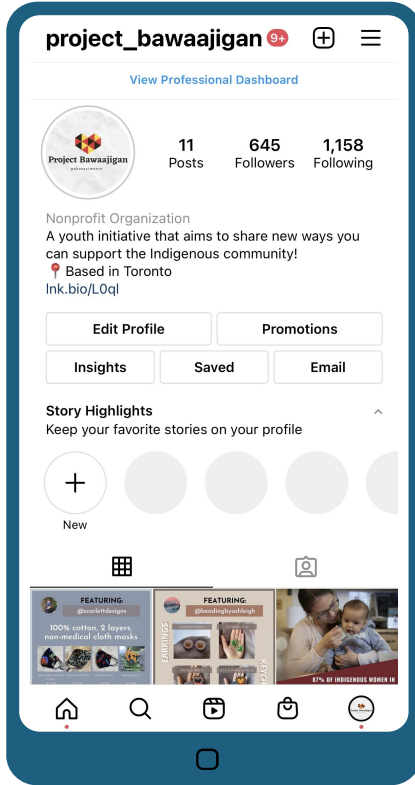 project_bawaajigan 9+
View Professional Dashboard
Project Bawaajigan
11
Posts
645
Followers
1,158
Following
Nonprofit Organization
A youth initiative that aims to share new ways you
can support the Indigenous community!
Based in Toronto
lnk.bio/L0ql
Edit Profile
Promotions
Insights
Saved
Email
Story Highlights
Keep your favorite stories on your profile
New
FEATURING:
@scarlettdesigns
100% cotton, 2 layers,
non-medical cloth masks
FEATURING:
@beadingbyashleigh
EARRINGS
KEYCH
87% OF INDIGENOUS WOMEN IN